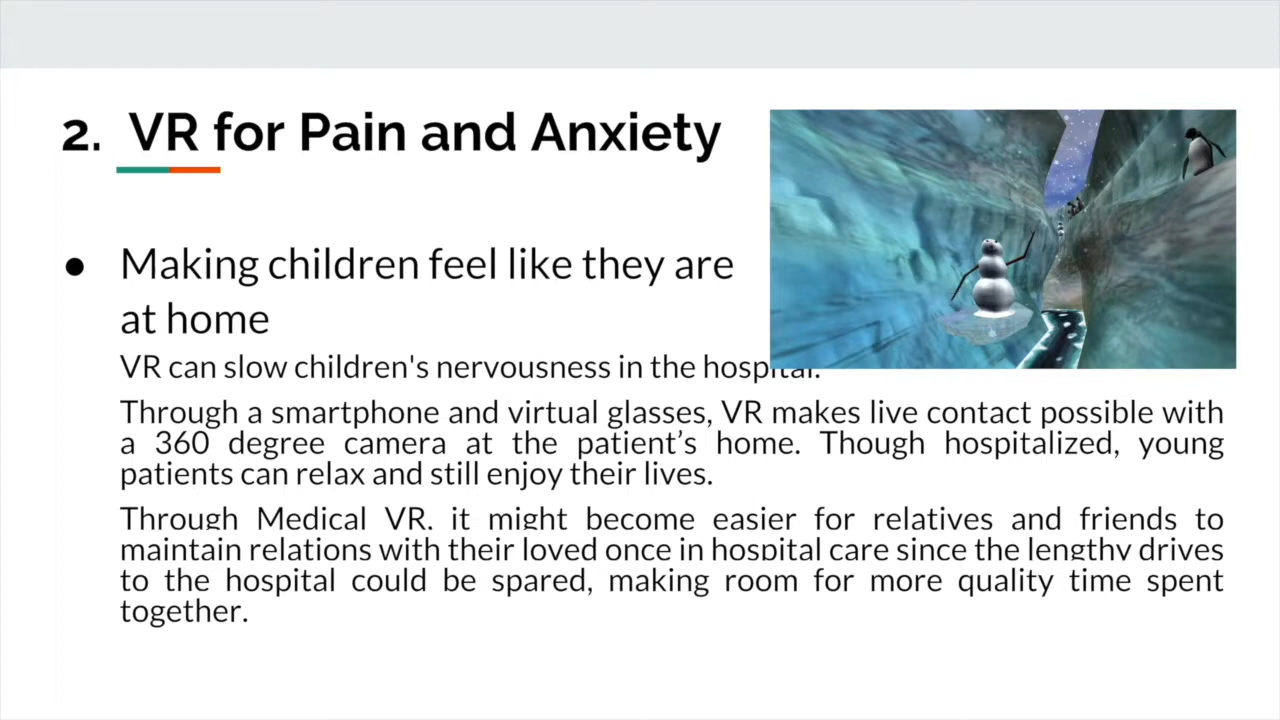 2. VR for Pain and Anxiety
● Making children feel like they are
at home
VR can slow children's nervousness in the hospital.
Through a smartphone and virtual glasses, VR makes live contact possible with
a 360 degree camera at the patient’s home. Though hospitalized, young
patients can relax and still enjoy their lives.
Through Medical VR, it might become easier for relatives and friends to
maintain relations with their loved once in hospital care since the lengthy drives
to the hospital could be spared, making room for more quality time spent
together.